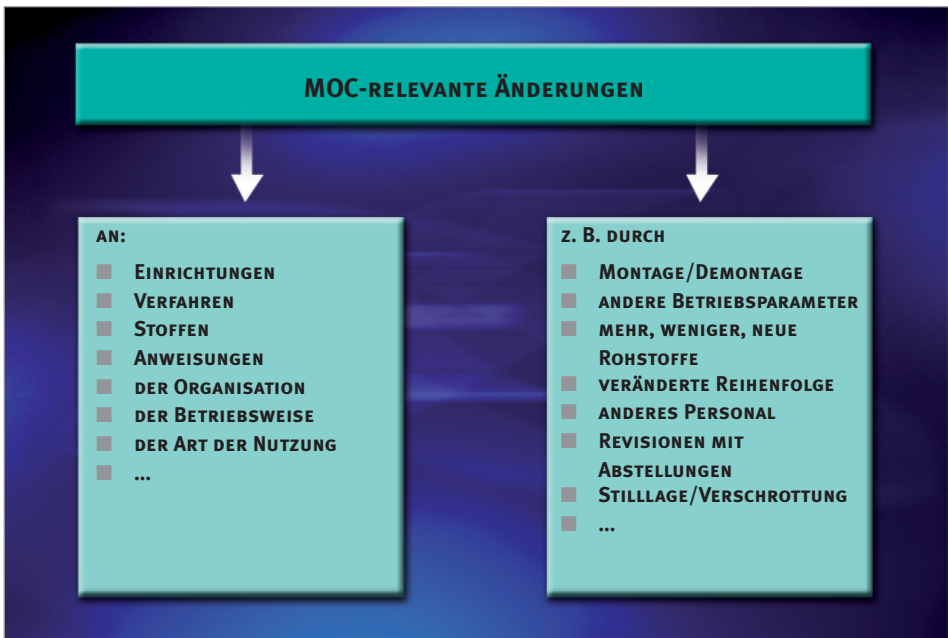 MOC-relevante Änderungen
an:
Einrichtungen
Verfahren
Stoffen
Anweisungen
der Organisation
der Betriebsweise
der Art der Nutzung
...
z. B. durch
Montage/Demontage
andere Betriebsparameter
mehr, weniger, neue
Rohstoffe
veränderte Reihenfolge
anderes Personal
Revisionen mit
Abstellungen
Stilllage/Verschrottung
...